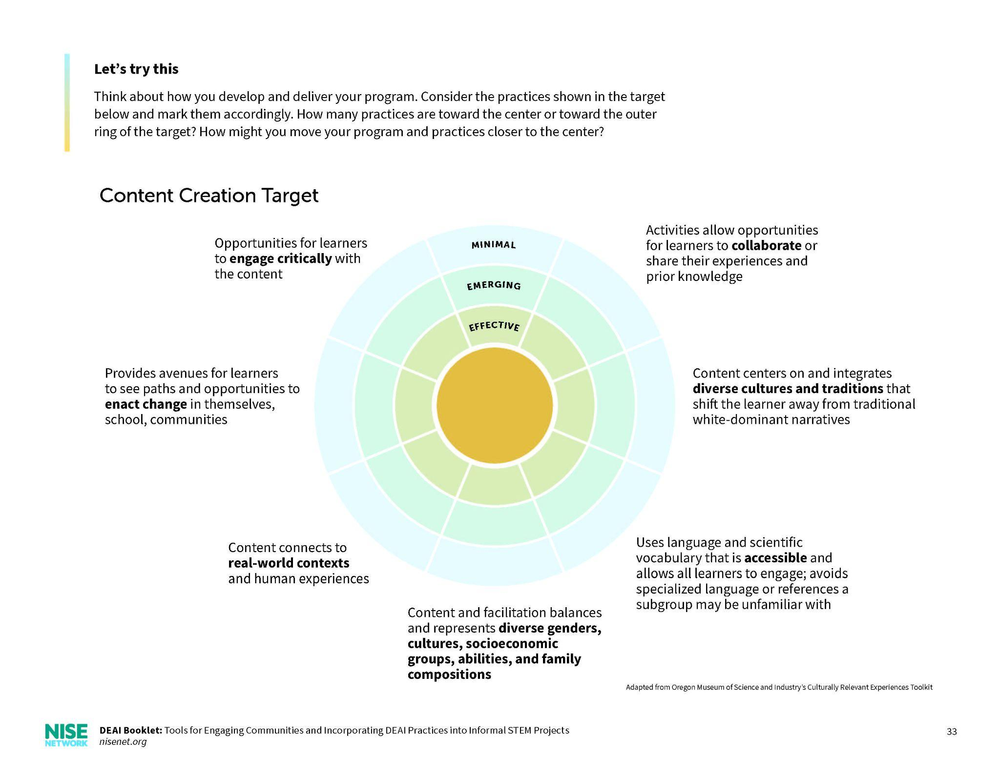 Let's try this
Think about how you develop and deliver your program. Consider the practices shown in the target
below and mark them accordingly. How many practices are toward the center or toward the outer
ring of the target? How might you move your program and practices closer to the center?
Content Creation Target
MINIMAL
EMERGING
EFFECTIVE
Opportunities for learners
to engage critically with
the content
Activities allow opportunities
for learners to collaborate or
share their experiences and
prior knowledge
Provides avenues for learners
to see paths and opportunities to
enact change in themselves,
school, communities
Content centers on and integrates
diverse cultures and traditions that
shift the learner away from traditional
white-dominant narratives
Content connects to
real-world contexts
and human experiences
Uses language and scientific
vocabulary that is accessible and
allows all learners to engage; avoids
specialized language or references a
subgroup may be unfamiliar with
Content and facilitation balances
and represents diverse genders,
cultures, socioeconomic
groups, abilities, and family
compositions
Adapted from Oregon Museum of Science and Industry's Culturally Relevant Experiences Toolkit
NISE
NETWORK
DEAI Booklet: Tools for Engaging Communities and Incorporating DEAI Practices into Informal STEM Projects
nisenet.org
33